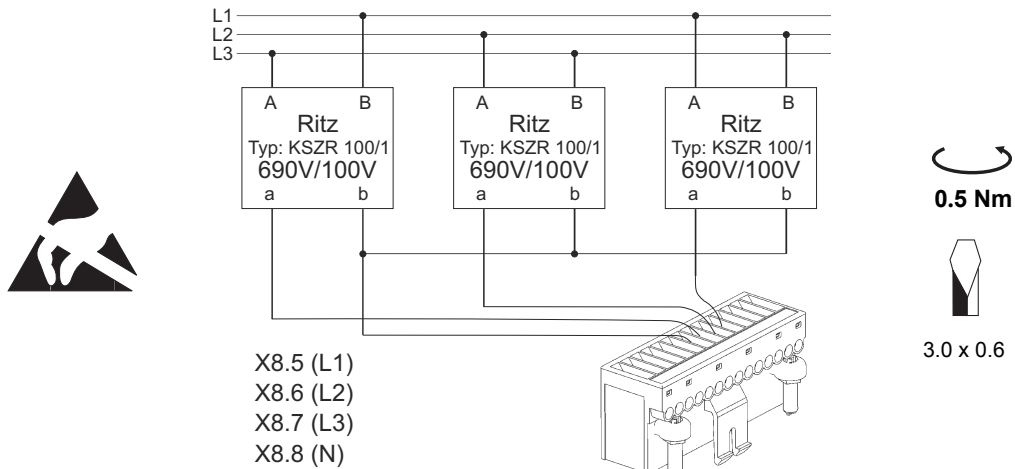 L1
L2
L3
A B
Ritz
Typ: KSZR 100/1
690V/100V
a b
A B
Ritz
Typ: KSZR 100/1
690V/100V
a b
A B
Ritz
Typ: KSZR 100/1
690V/100V
a b
0.5 Nm
3.0 x 0.6
X8.5 (L1)
X8.6 (L2)
X8.7 (L3)
X8.8 (N)